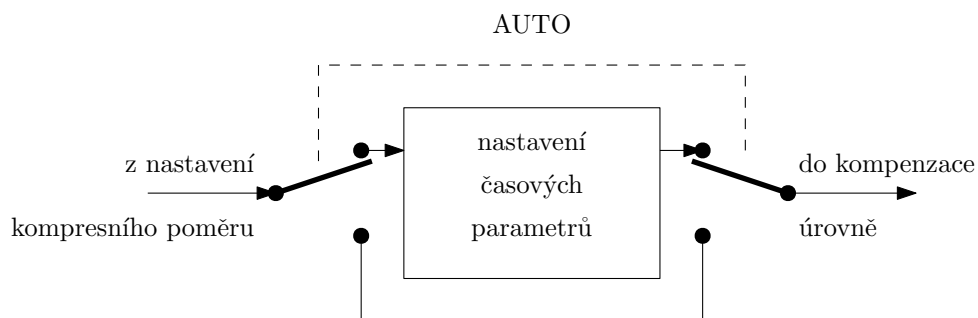 AUTO
z nastavení
kompresního poměru
nastavení
časových
parametrů
do kompenzace
úrovně